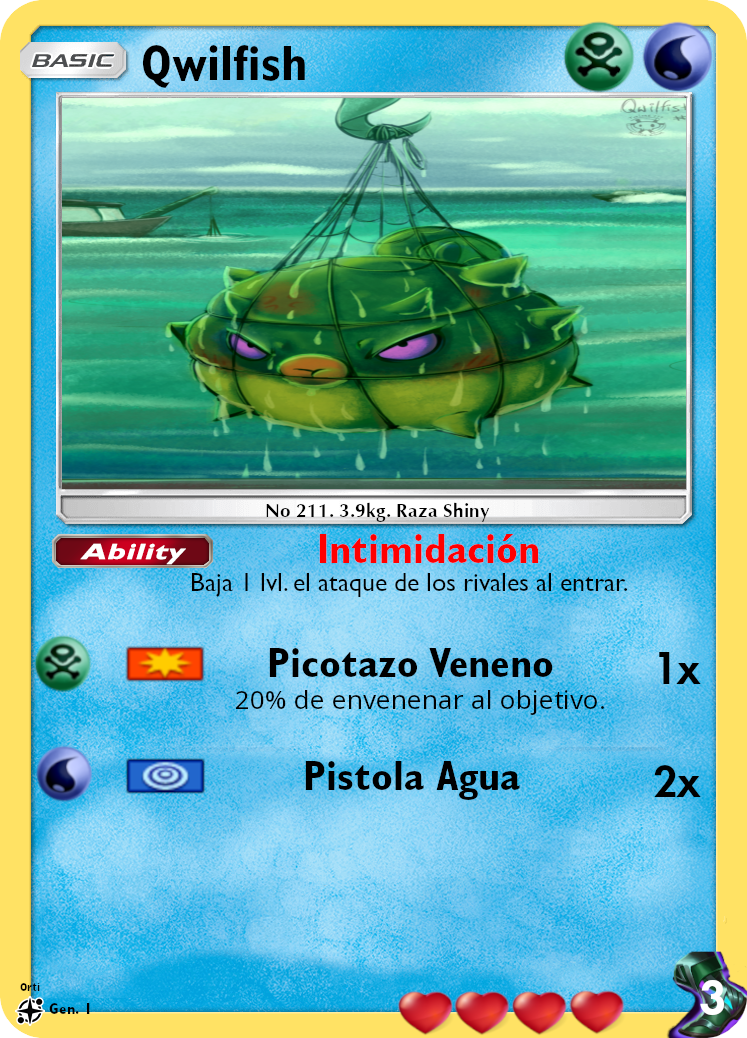 BASIC
Qwilfish
Qwilfish
No 211. 3.9kg. Raza Shiny
Ability
Intimidación
Baja 1 lvl. el ataque de los rivales al entrar.
Picotazo Veneno
1x
20% de envenenar al objetivo.
Pistola Agua
2x
Orti
Gen. 1
3